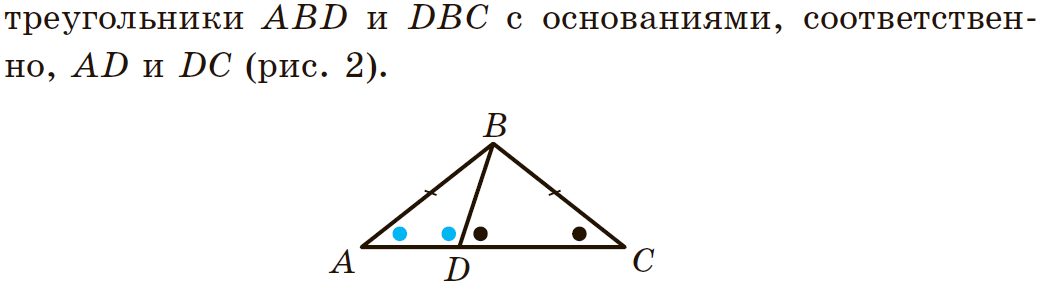 треугольники ABD и DBC с основаниями, соответствен-
но, AD и DC (рис. 2).
B
A
D
C